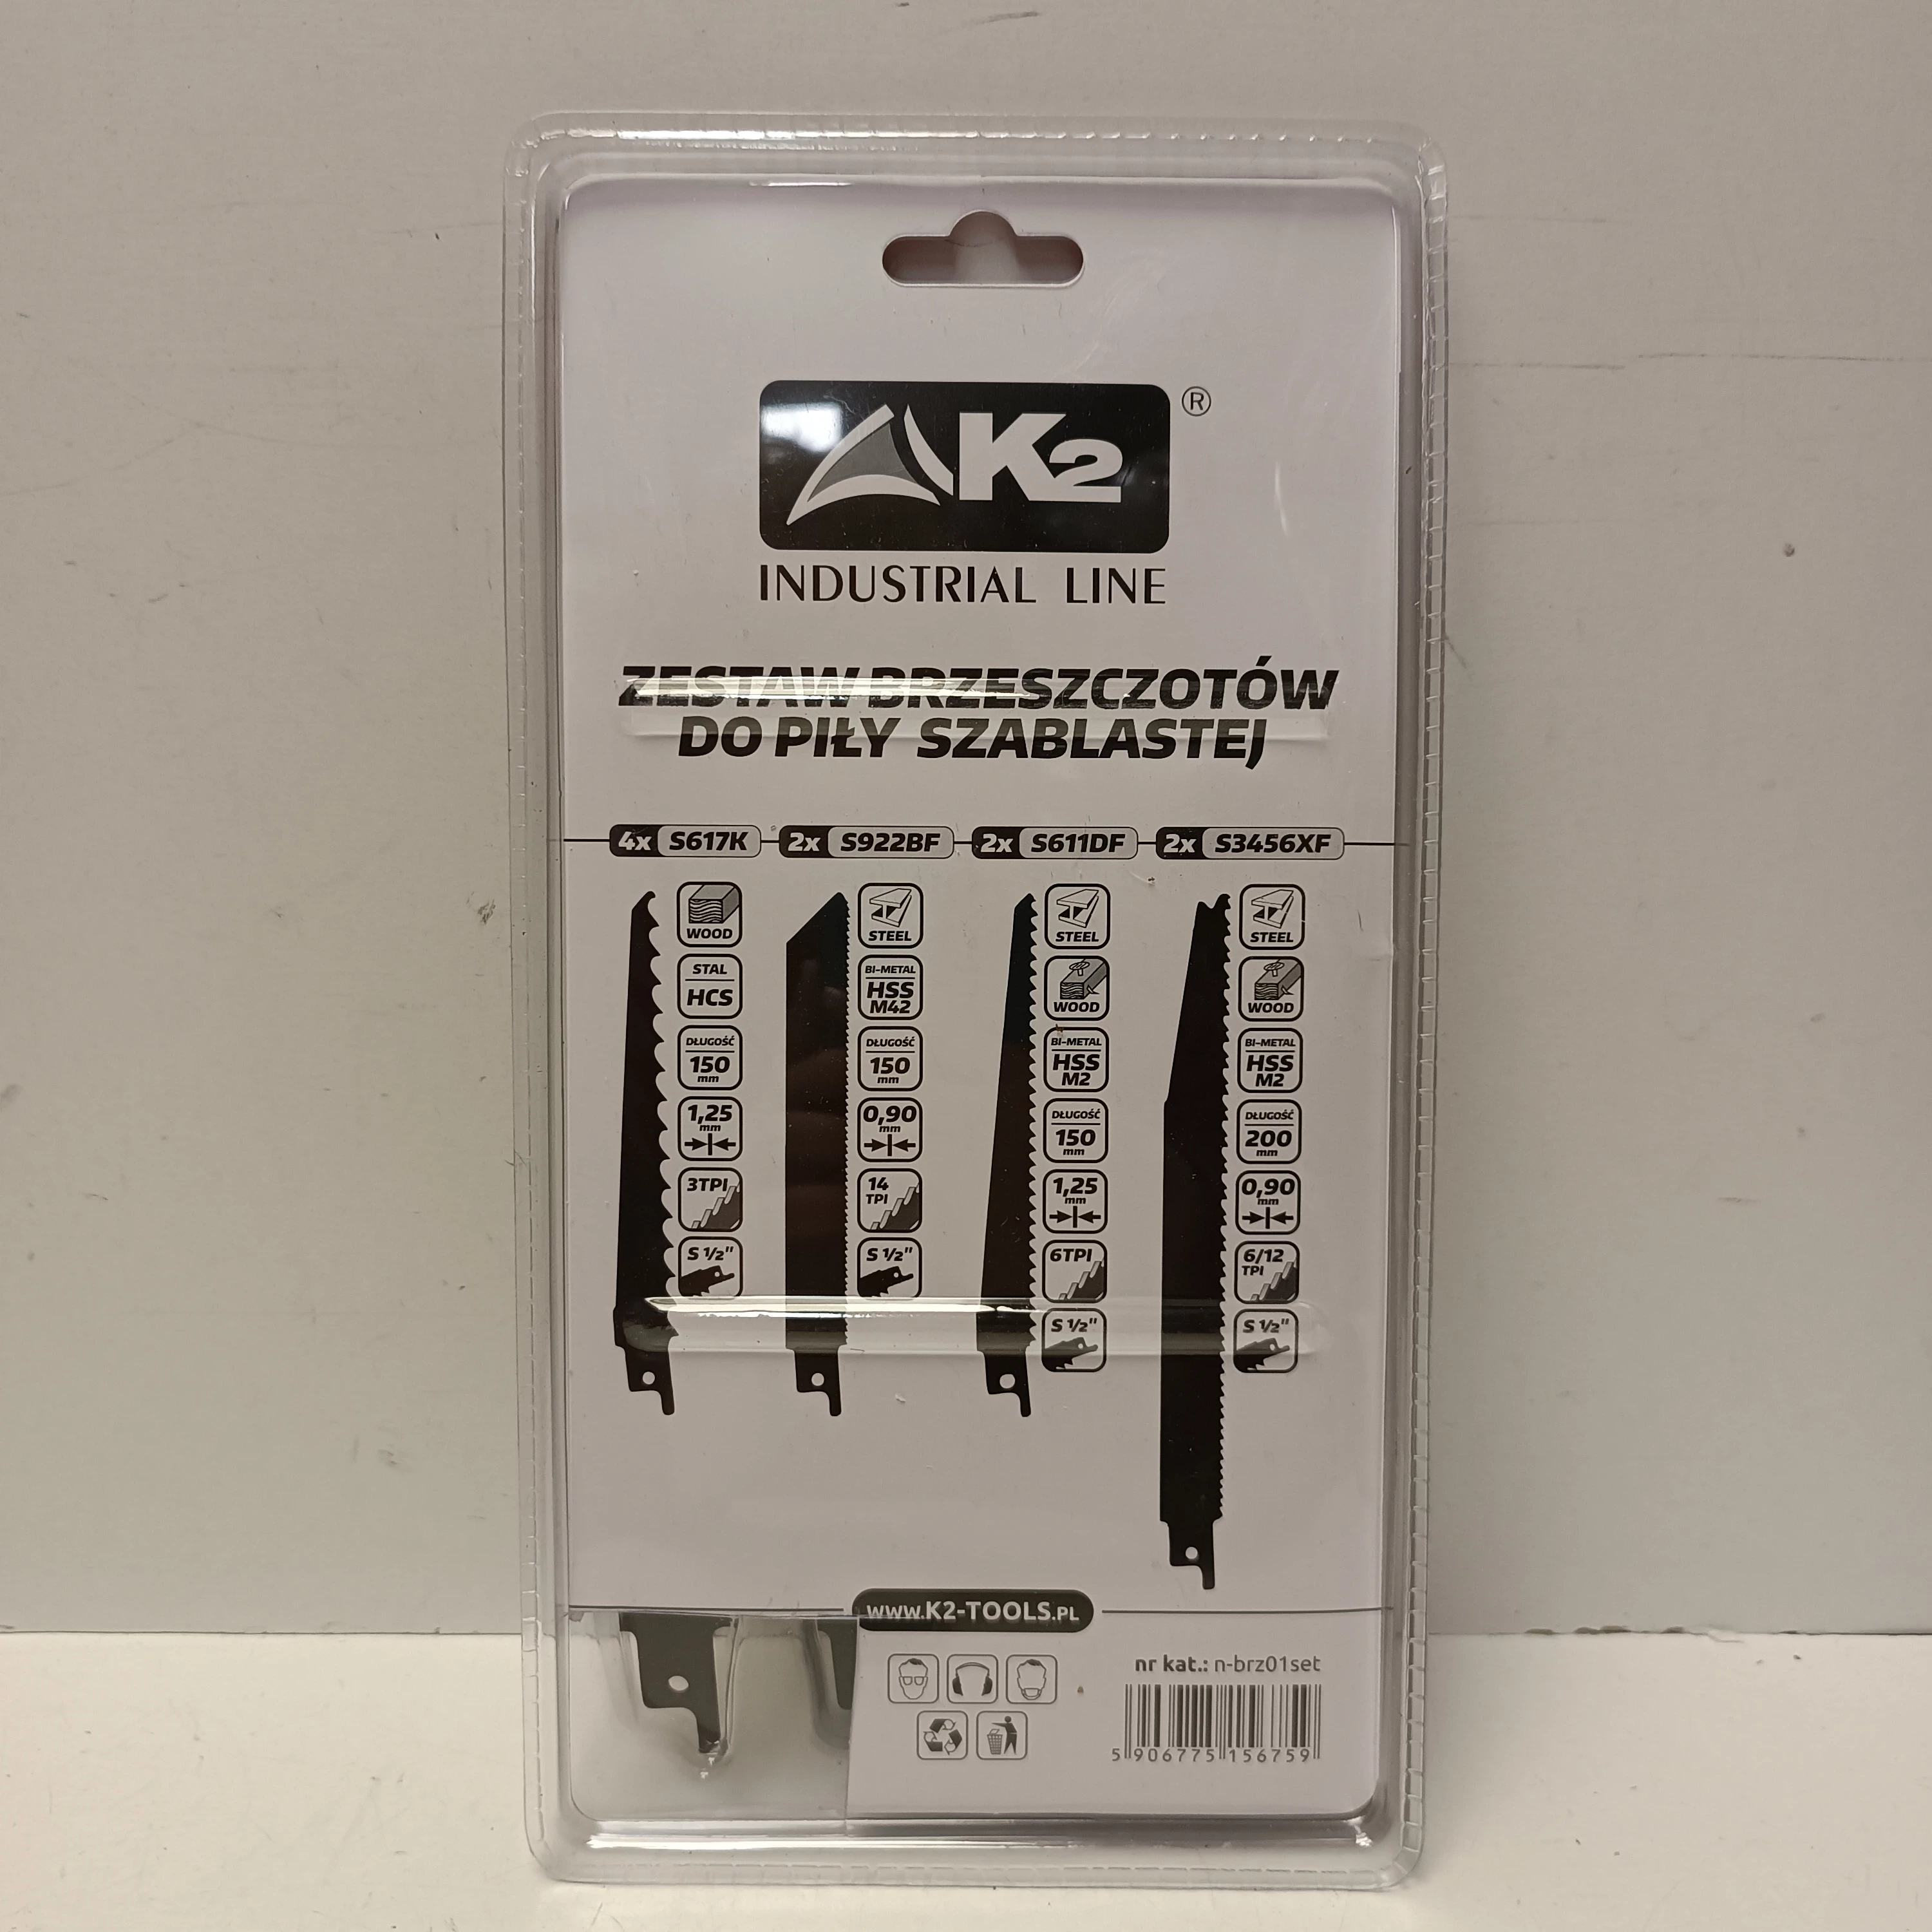 K2 ®
INDUSTRIAL LINE
ZESTAW BRZESZCZOTÓW
DO PIŁY SZABLASTEJ
4x S617K 2x S922BF 2x S611DF 2x S3456XF
WOOD
STAL
HCS
DŁUGOŚĆ
150
mm
1,25
mm
3TPI
S 1/2"
STEEL
BI-METAL
HSS
M42
DŁUGOŚĆ
150
mm
0,90
mm
14
TPI
S 1/2"
STEEL
WOOD
BI-METAL
HSS
M2
DŁUGOŚĆ
150
mm
1,25
mm
6TPI
S 1/2"
STEEL
WOOD
BI-METAL
HSS
M2
DŁUGOŚĆ
200
mm
0,90
mm
6/12
TPI
S 1/2"
www.K2-TOOLS.PL
nr kat.: n-brz01set
5 906775 156759